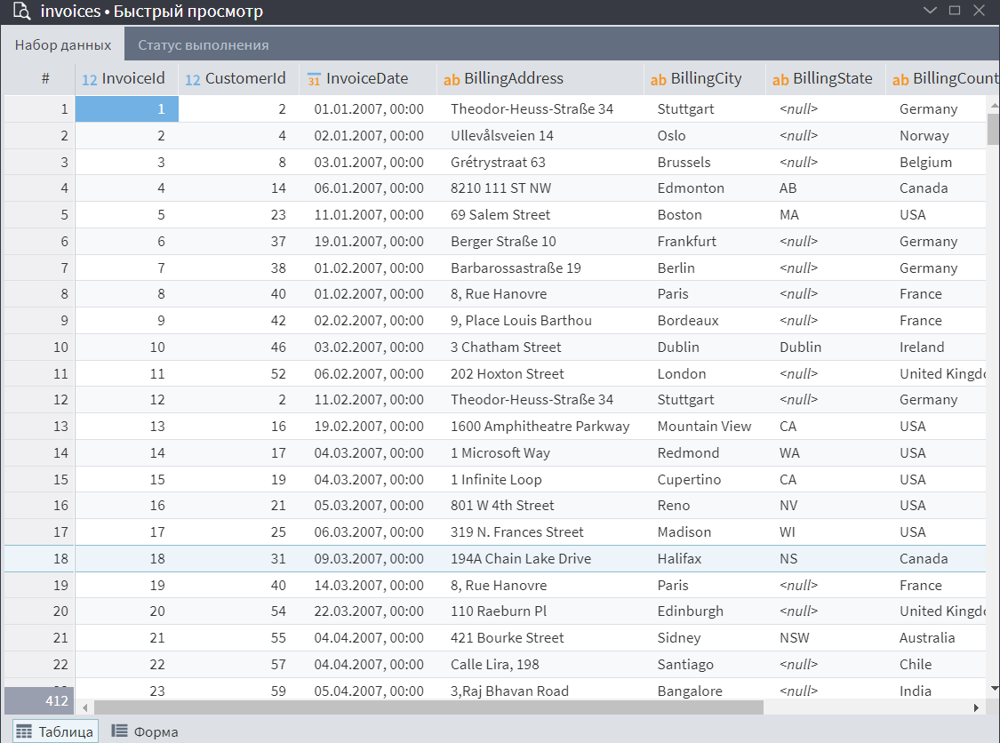 invoices • Быстрый просмотр
Набор данных Статус выполнения
# 12 InvoiceId 12 CustomerId 31 InvoiceDate ab BillingAddress ab BillingCity ab BillingState ab BillingCount
1 1 2 01.01.2007, 00:00 Theodor-Heuss-Straße 34 Stuttgart <null> Germany
2 2 4 02.01.2007, 00:00 Ullevålsveien 14 Oslo <null> Norway
3 3 8 03.01.2007, 00:00 Grétrystraat 63 Brussels <null> Belgium
4 4 14 06.01.2007, 00:00 8210 111 ST NW Edmonton AB Canada
5 5 23 11.01.2007, 00:00 69 Salem Street Boston MA USA
6 6 37 19.01.2007, 00:00 Berger Straße 10 Frankfurt <null> Germany
7 7 38 01.02.2007, 00:00 Barbarossastraße 19 Berlin <null> Germany
8 8 40 01.02.2007, 00:00 8, Rue Hanovre Paris <null> France
9 9 42 02.02.2007, 00:00 9, Place Louis Barthou Bordeaux <null> France
10 10 46 03.02.2007, 00:00 3 Chatham Street Dublin Dublin Ireland
11 11 52 06.02.2007, 00:00 202 Hoxton Street London <null> United Kingdo
12 12 2 11.02.2007, 00:00 Theodor-Heuss-Straße 34 Stuttgart <null> Germany
13 13 16 19.02.2007, 00:00 1600 Amphitheatre Parkway Mountain View CA USA
14 14 17 04.03.2007, 00:00 1 Microsoft Way Redmond WA USA
15 15 19 04.03.2007, 00:00 1 Infinite Loop Cupertino CA USA
16 16 21 05.03.2007, 00:00 801 W 4th Street Reno NV USA
17 17 25 06.03.2007, 00:00 319 N. Frances Street Madison WI USA
18 18 31 09.03.2007, 00:00 194A Chain Lake Drive Halifax NS Canada
19 19 40 14.03.2007, 00:00 8, Rue Hanovre Paris <null> France
20 20 54 22.03.2007, 00:00 110 Raeburn Pl Edinburgh <null> United Kingdo
21 21 55 04.04.2007, 00:00 421 Bourke Street Sidney NSW Australia
22 22 57 04.04.2007, 00:00 Calle Lira, 198 Santiago <null> Chile
23 59 05.04.2007, 00:00 3,Raj Bhavan Road Bangalore <null> India
412
Таблица Форма